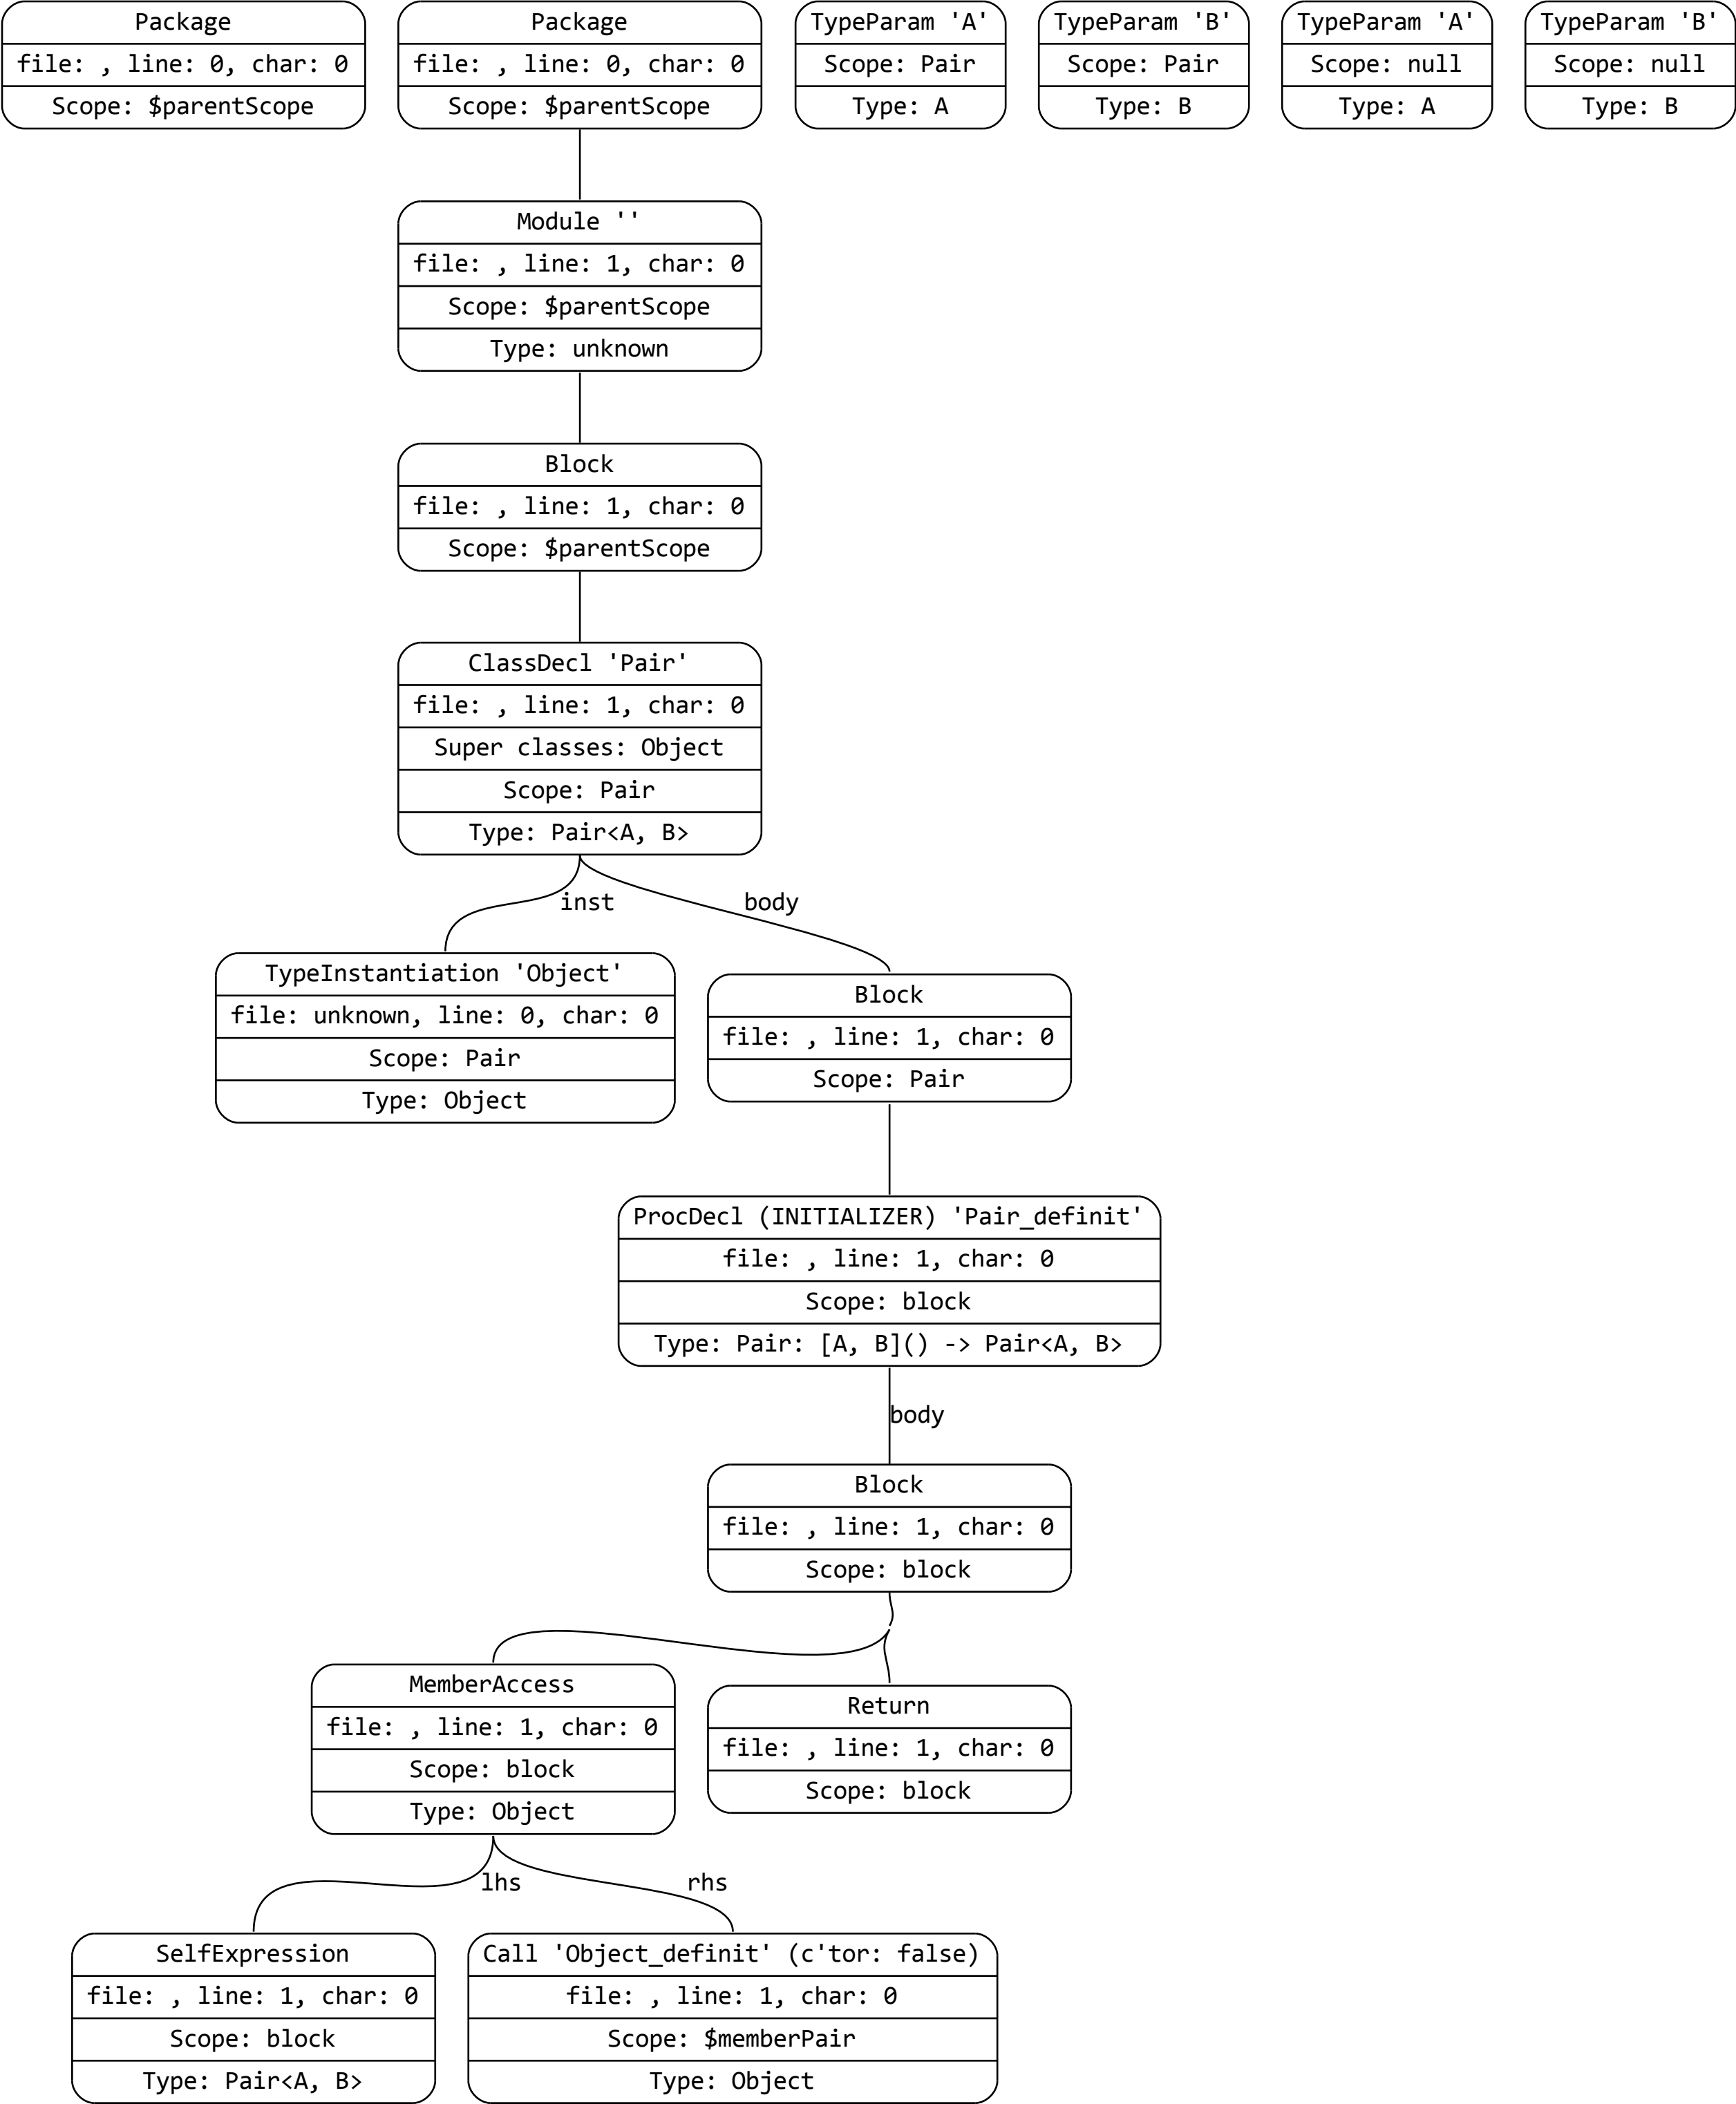 Package
file: , line: 0, char: 0
Scope: $parentScope
Package
file: , line: 0, char: 0
Scope: $parentScope
TypeParam 'A'
Scope: Pair
Type: A
TypeParam 'B'
Scope: Pair
Type: B
TypeParam 'A'
Scope: null
Type: A
TypeParam 'B'
Scope: null
Type: B
Module ''
file: , line: 1, char: 0
Scope: $parentScope
Type: unknown
Block
file: , line: 1, char: 0
Scope: $parentScope
ClassDecl 'Pair'
file: , line: 1, char: 0
Super classes: Object
Scope: Pair
Type: Pair<A, B>
inst
body
TypeInstantiation 'Object'
file: unknown, line: 0, char: 0
Scope: Pair
Type: Object
Block
file: , line: 1, char: 0
Scope: Pair
ProcDecl (INITIALIZER) 'Pair_definit'
file: , line: 1, char: 0
Scope: block
Type: Pair: [A, B]() -> Pair<A, B>
body
Block
file: , line: 1, char: 0
Scope: block
MemberAccess
file: , line: 1, char: 0
Scope: block
Type: Object
Return
file: , line: 1, char: 0
Scope: block
lhs
rhs
SelfExpression
file: , line: 1, char: 0
Scope: block
Type: Pair<A, B>
Call 'Object_definit' (c'tor: false)
file: , line: 1, char: 0
Scope: $memberPair
Type: Object